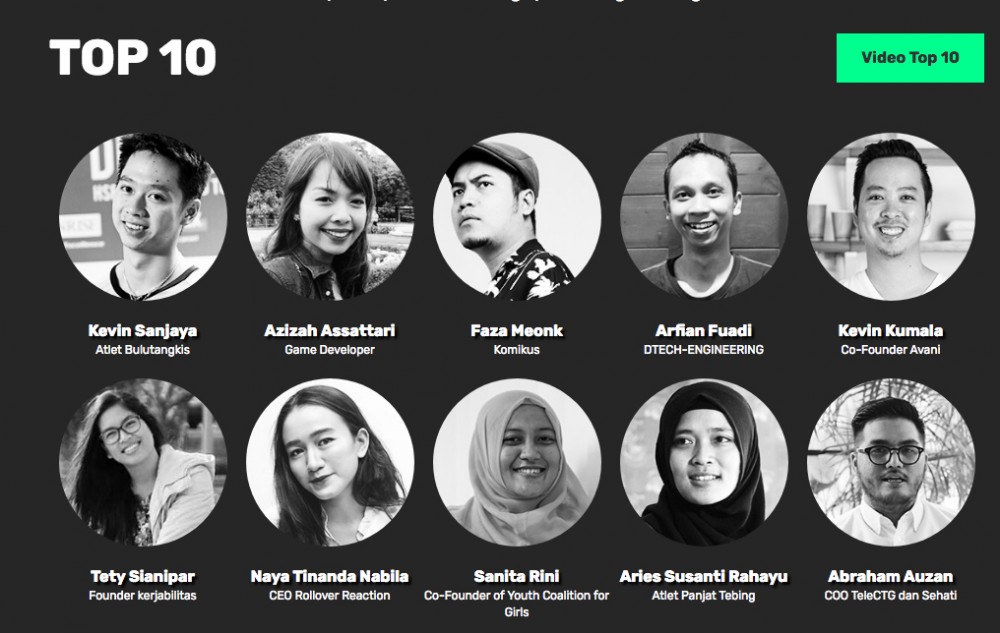 TOP 10
Video Top 10
Kevin Sanjaya
Atlet Bulutangkis
Azizah Assattari
Game Developer
Faza Meonk
Komikus
Arfian Fuadi
DTECH-ENGINEERING
Kevin Kumala
Co-Founder Avani
Tety Sianipar
Founder kerjabilitas
Naya Tinanda Nabila
CEO Rollover Reaction
Sanita Rini
Co-Founder of Youth Coalition for
Girls
Aries Susanti Rahayu
Atlet Panjat Tebing
Abraham Auzan
COO TeleCTG dan Sehati